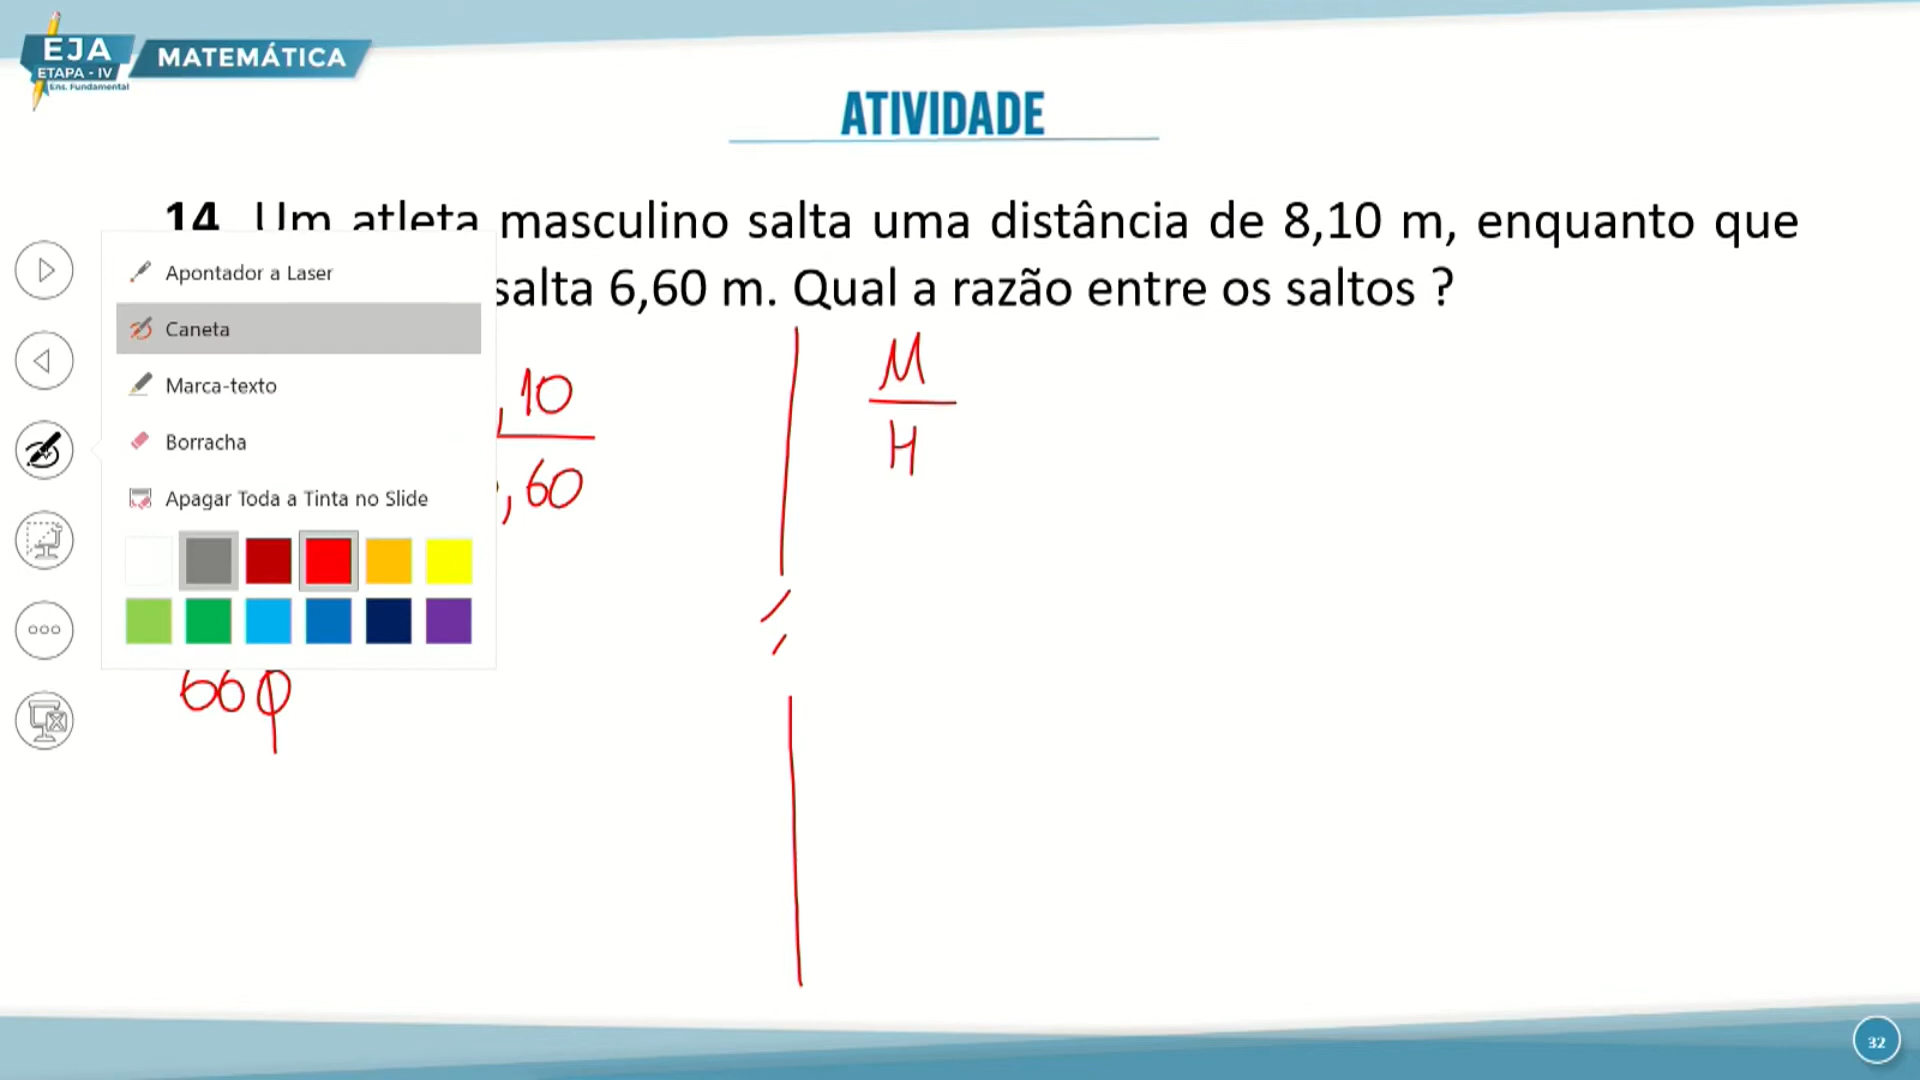 EJA
ETAPA - IV
Ens. Fundamental
MATEMÁTICA
ATIVIDADE
14 Um atleta masculino salta uma distância de 8,10 m, enquanto que
salta 6,60 m. Qual a razão entre os saltos ?
Apontador a Laser
Caneta
Marca-texto
Borracha
Apagar Toda a Tinta no Slide
,10
,60
M
H
660
32